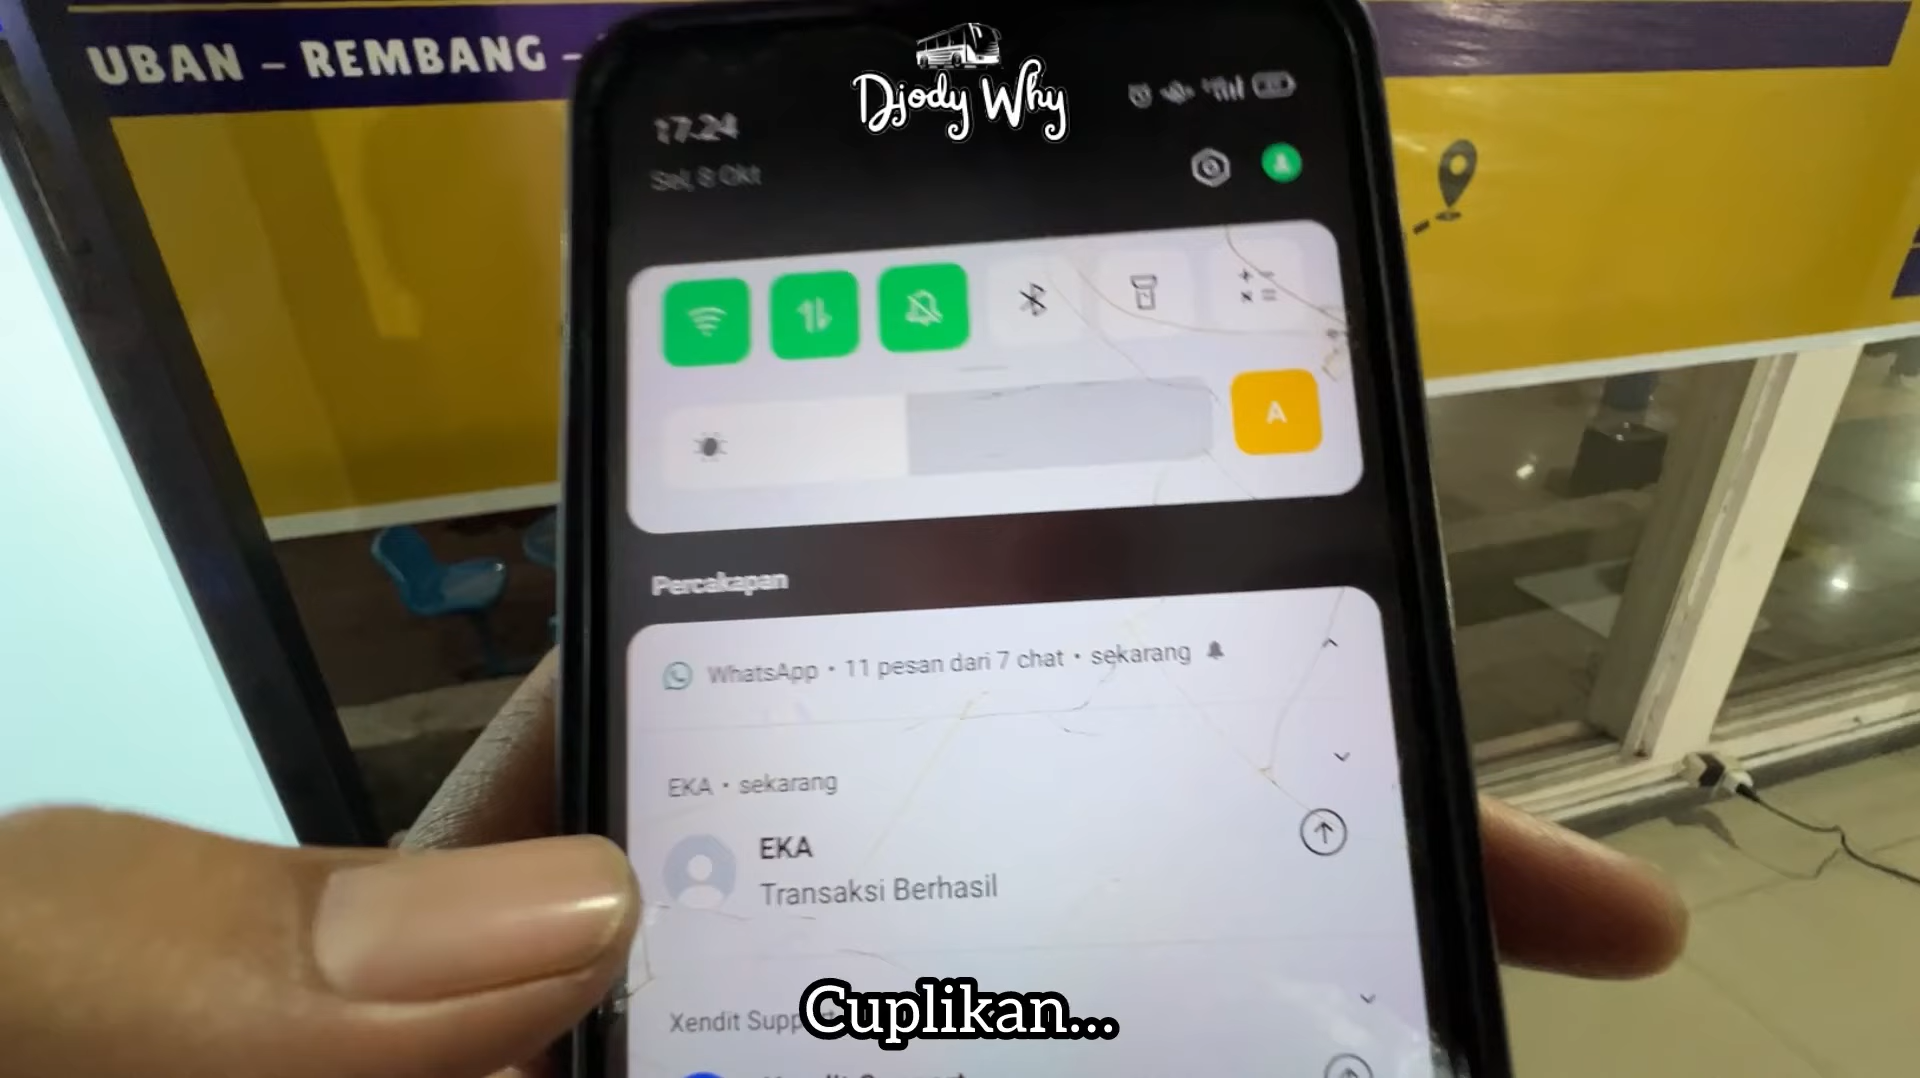 UBAN – REMBANG –
Djody Why
17.24
Sel, 8 Okt
A
Percakapan
WhatsApp • 11 pesan dari 7 chat • sekarang
EKA • sekarang
EKA
Transaksi Berhasil
Xendit
Cuplikan...